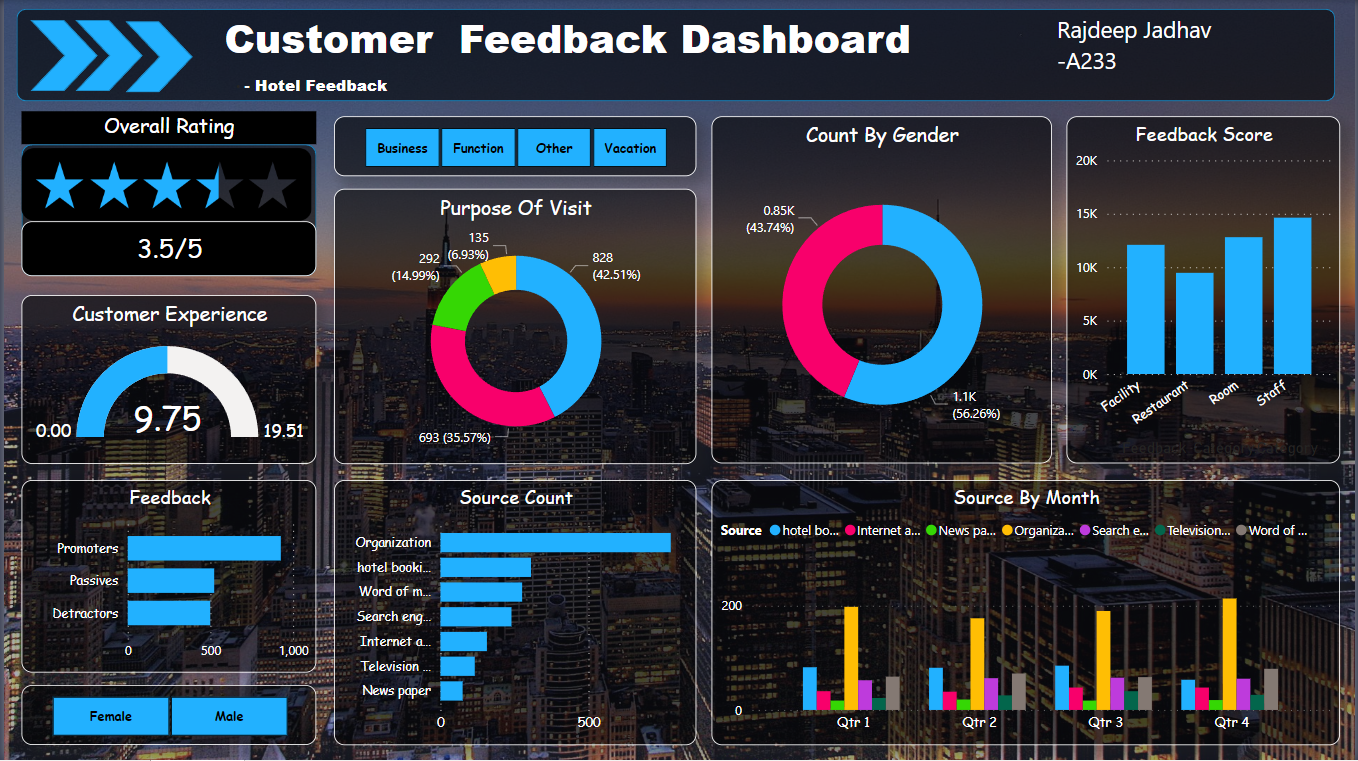 Customer Feedback Dashboard
- Hotel Feedback
Rajdeep Jadhav
-A233
Overall Rating
3.5/5
Customer Experience
0.00
9.75
19.51
Business
Function
Other
Vacation
Purpose Of Visit
135
(6.93%)
292
(14.99%)
828
(42.51%)
693 (35.57%)
Count By Gender
0.85K
(43.74%)
1.1K
(56.26%)
Feedback Score
20K
15K
10K
5K
0K
Facility
Restaurant
Room
Staff
Feedback
Promoters
Passives
Detractors
0
500
1,000
Female
Male
Source Count
Organization
hotel booki...
Word of m...
Search eng...
Internet a...
Television ...
News paper
0
500
Source By Month
Source
hotel bo...
Internet a...
News pa...
Organiza...
Search e...
Television...
Word of ...
200
0
Qtr 1
Qtr 2
Qtr 3
Qtr 4